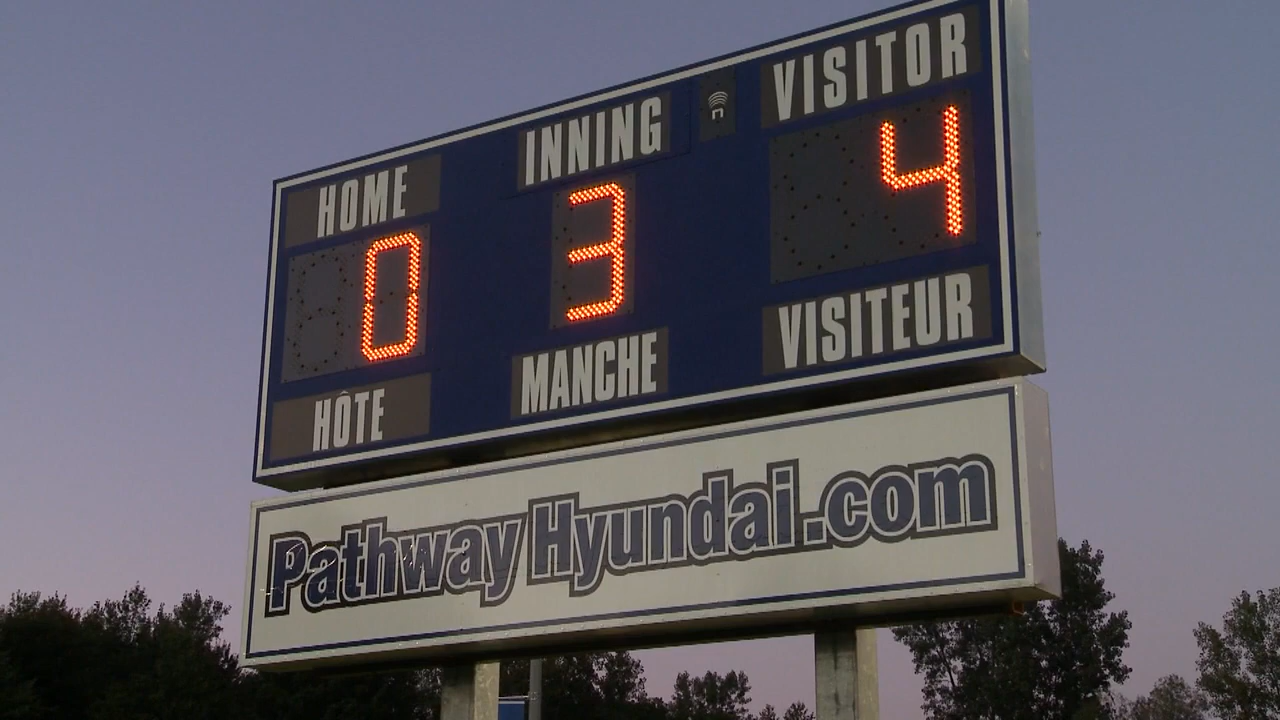 HOME
INNING
VISITOR
0
3
4
HÔTE
MANCHE
VISITEUR
PathwayHyundai.com